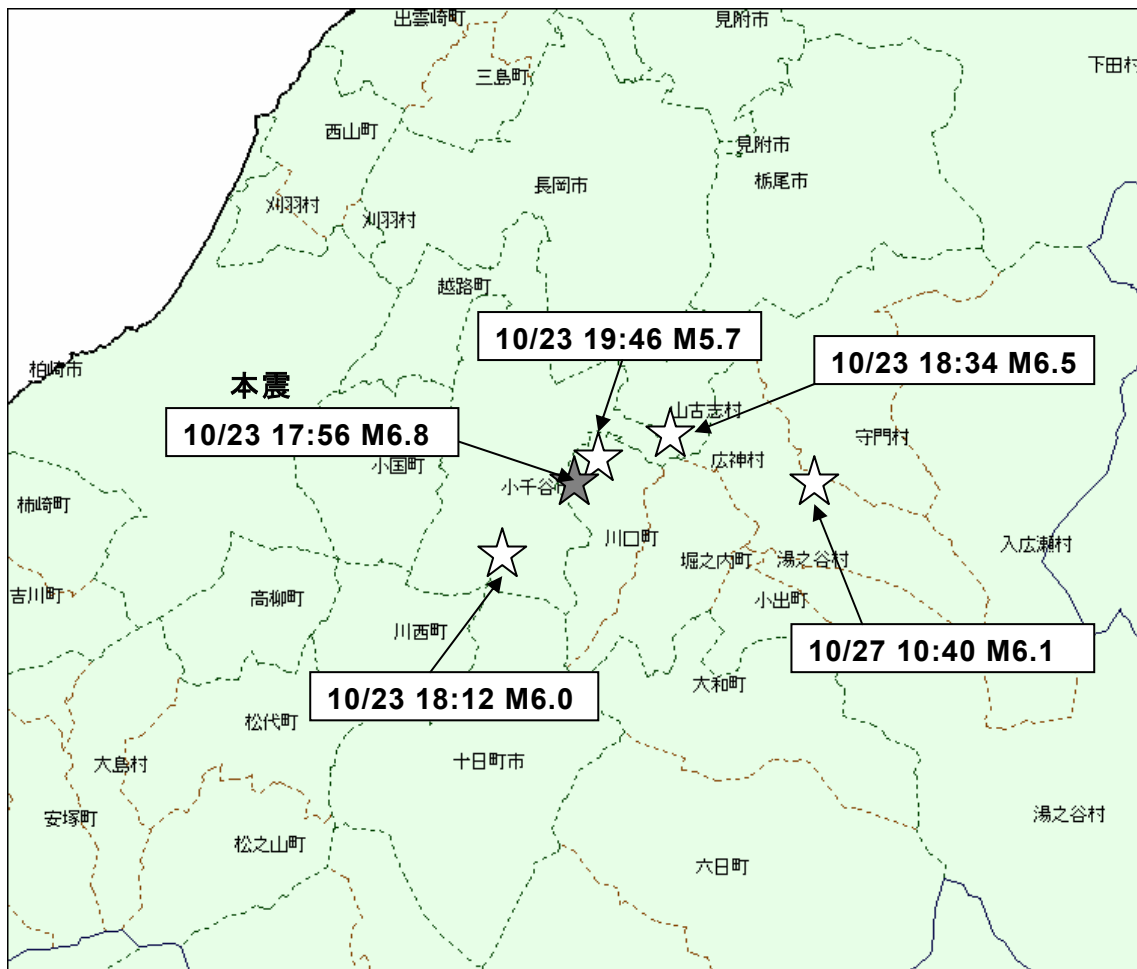 出雲崎町
見附市
下田村
三島町
西山町
見附市
長岡市
栃尾市
刈羽村
刈羽村
越路町
10/23 19:46 M5.7
10/23 18:34 M6.5
柏崎市
本震
山古志村
10/23 17:56 M6.8
守門村
広神村
小国町
小千谷市
柿崎町
川口町
入広瀬村
堀之内町
湯之谷村
吉川町
高柳町
小出町
川西町
10/27 10:40 M6.1
大和町
10/23 18:12 M6.0
松代町
大島村
十日町市
安塚町
湯之谷村
松之山町
六日町